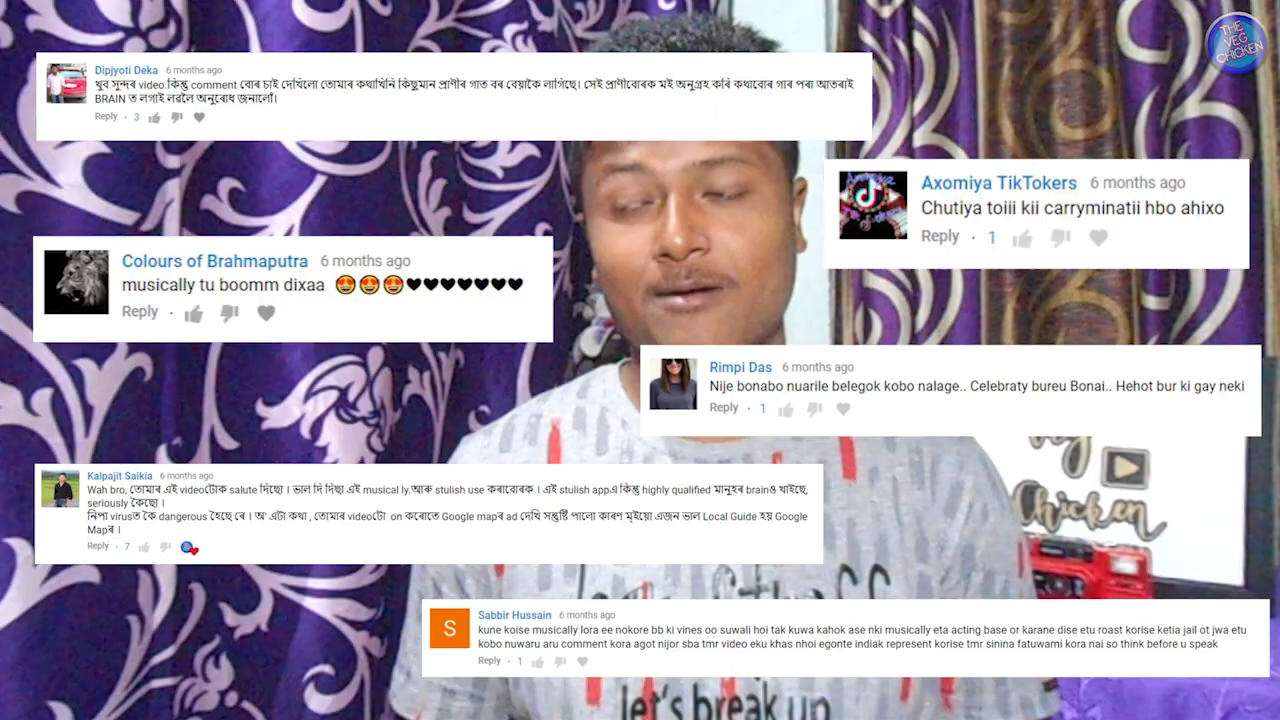 THE
VEG
CHICKEN
Dipjyoti Deka 6 months ago
খুব সুন্দৰ video.কিন্তু comment বোৰ চাই দেখিলো তোমাৰ কথাখিনি কিছুমান প্ৰাণীৰ গাত বৰ বেয়াকৈ লাগিছে। সেই প্ৰাণীবোৰক মই অনুগ্ৰহ কৰি কথাবোৰ গাৰ পৰা আতৰাই
BRAIN ত লগাই লৱলৈ অনুৰোধ জনালোঁ।
Reply · 3
Axomiya TikTokers 6 months ago
Chutiya toiii kii carryminatii hbo ahixo
Reply · 1
Colours of Brahmaputra 6 months ago
musically tu boomm dixaa 😍😍😍🖤🖤🖤🖤🖤🖤🖤
Reply ·
Rimpi Das 6 months ago
Nije bonabo nuarile belegok kobo nalage.. Celebraty bureu Bonai.. Hehot bur ki gay neki
Reply · 1
Kalpajit Saikia 6 months ago
Wah bro, তোমাৰ এই videoটোক salute দিছো । ভাল দি দিছা এই musical ly.আৰু stulish use কৰাবোৰক । এই stulish appএ কিন্তু highly qualified মানুহৰ brainও খাইছে,
seriously কৈছো ।
নিপা virusত কৈ dangerous হৈছে ৰে । অ' এটা কথা , তোমাৰ videoটো on কৰোতে Google mapৰ ad দেখি সন্তুষ্টি পালো কাৰণ ম্ইয়ো এজন ভাল Local Guide হয় Google
Mapৰ ।
Reply · 7
Veg
Chicken
Sabbir Hussain 6 months ago
kune koise musically lora ee nokore bb ki vines oo suwali hoi tak kuwa kahok ase nki musically eta acting base or karane dise etu roast korise ketia jail ot jwa etu
kobo nuwaru aru comment kora agot nijor sba tmr video eku khas nhoi egonte indiak represent korise tmr sinina fatuwami kora nai so think before u speak
Reply · 1
S
let's break up